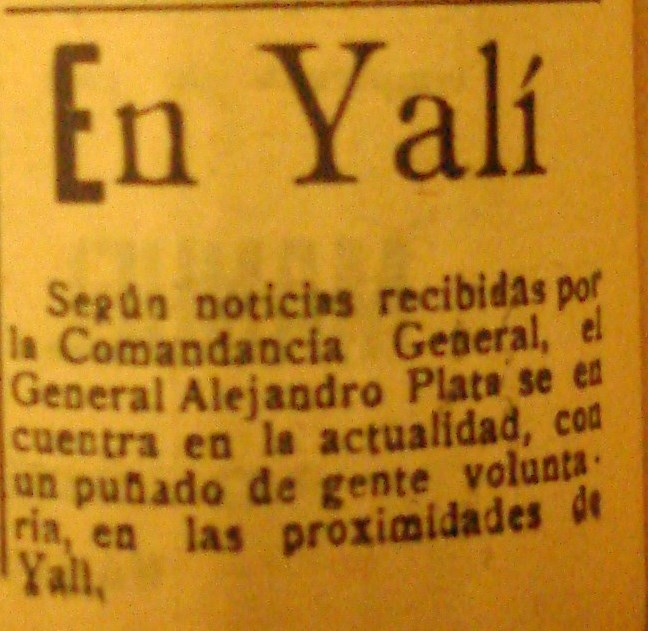 En Yalí
Según noticias recibidas por
la Comandancia General, el
General Alejandro Plata se en
cuentra en la actualidad, con
un puñado de gente volunta-
ria, en las proximidades de
Yalí.